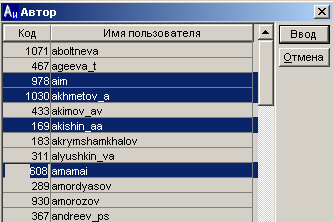 Автор
Код Имя пользователя Ввод
1071 aboltneva
467 ageeva_t Отмена
978 aim
1030 akhmetov_a
433 akimov_av
169 akishin_aa
183 akrymshamkhalov
311 alyushkin_va
608 amamai
289 amordyasov
930 amorozov
367 andreev_ps